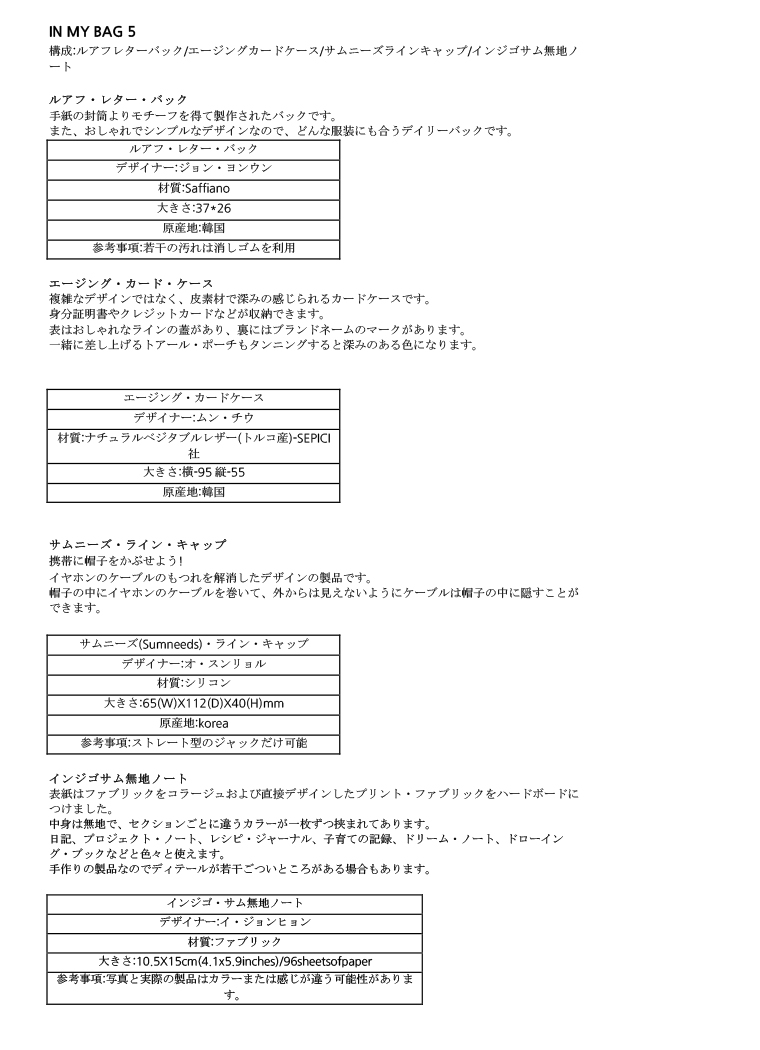 IN MY BAG 5
構成:ルアフレターバック/エージングカードケース/サムニーズラインキャップ/インジゴサム無地ノ
ート
ルアフ・レター・バック
手紙の封筒よりモチーフを得て製作されたバックです。
また、おしゃれでシンプルなデザインなので、どんな服装にも合うデイリーバックです。
ルアフ・レター・バック
デザイナー:ジョン・ヨンウン
材質:Saffiano
大きさ:37*26
原産地:韓国
参考事項:若干の汚れは消しゴムを利用
エージング・カード・ケース
複雑なデザインではなく、皮素材で深みの感じられるカードケースです。
身分証明書やクレジットカードなどが収納できます。
表はおしゃれなラインの蓋があり、裏にはブランドネームのマークがあります。
一緒に差し上げるトアール・ポーチもタンニングすると深みのある色になります。
エージング・カードケース
デザイナー:ムン・チウ
材質:ナチュラルベジタブルレザー(トルコ産)-SEPICI
社
大きさ:横-95 縦-55
原産地:韓国
サムニーズ・ライン・キャップ
携帯に帽子をかぶせよう!
イヤホンのケーブルのもつれを解消したデザインの製品です。
帽子の中にイヤホンのケーブルを巻いて、外からは見えないようにケーブルは帽子の中に隠すことが
できます。
サムニーズ(Sumneeds)・ライン・キャップ
デザイナー:オ・スンリョル
材質:シリコン
大きさ:65(W)X112(D)X40(H)mm
原産地:korea
参考事項:ストレート型のジャックだけ可能
インジゴサム無地ノート
表紙はファブリックをコラージュおよび直接デザインしたプリント・ファブリックをハードボードに
つけました。
中身は無地で、セクションごとに違うカラーが一枚ずつ挟まれてあります。
日記、プロジェクト・ノート、レシピ・ジャーナル、子育ての記録、ドリーム・ノート、ドローイン
グ・ブックなどと色々と使えます。
手作りの製品なのでディテールが若干ごついところがある場合もあります。
インジゴ・サム無地ノート
デザイナー:イ・ジョンヒョン
材質:ファブリック
大きさ:10.5X15cm(4.1x5.9inches)/96sheetsofpaper
参考事項:写真と実際の製品はカラーまたは感じが違う可能性がありま
す。